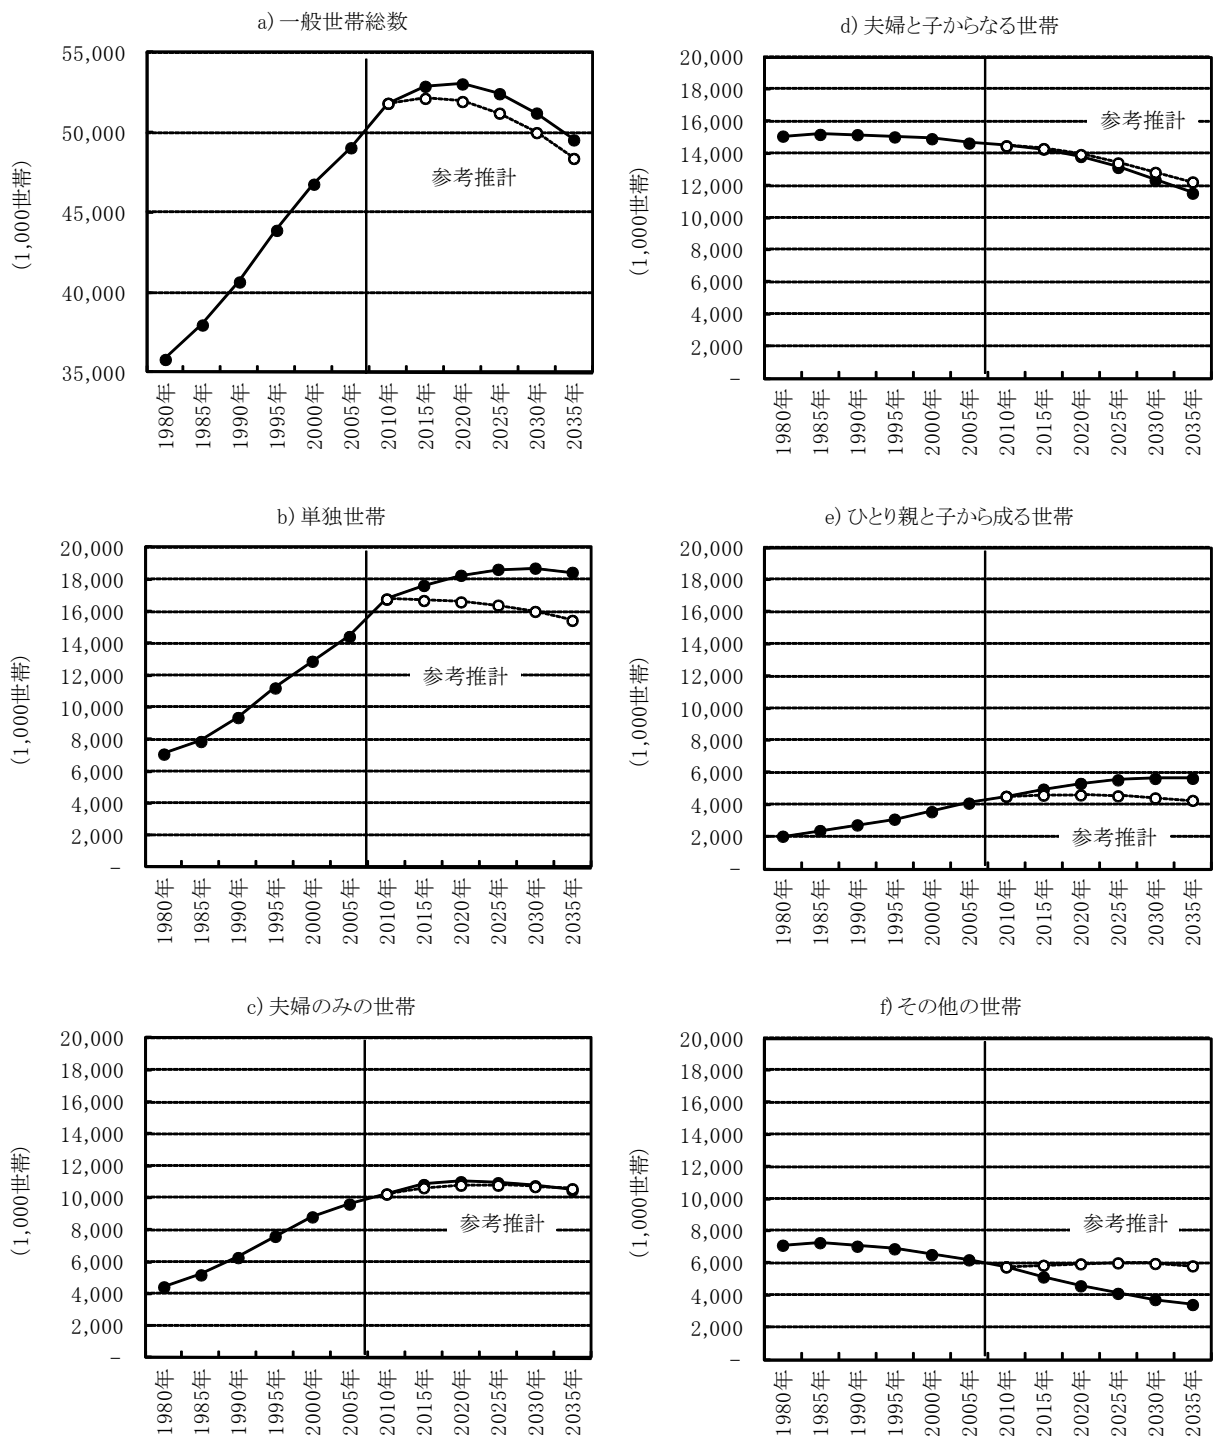 a) 一般世帯総数
55,000
50,000
45,000
40,000
35,000
(1,000世帯)
参考推計
1980年
1985年
1990年
1995年
2000年
2005年
2010年
2015年
2020年
2025年
2030年
2035年
b) 単独世帯
20,000
18,000
16,000
14,000
12,000
10,000
8,000
6,000
4,000
2,000
–
(1,000世帯)
参考推計
1980年
1985年
1990年
1995年
2000年
2005年
2010年
2015年
2020年
2025年
2030年
2035年
c) 夫婦のみの世帯
20,000
18,000
16,000
14,000
12,000
10,000
8,000
6,000
4,000
2,000
–
(1,000世帯)
参考推計
1980年
1985年
1990年
1995年
2000年
2005年
2010年
2015年
2020年
2025年
2030年
2035年
d) 夫婦と子からなる世帯
20,000
18,000
16,000
14,000
12,000
10,000
8,000
6,000
4,000
2,000
–
(1,000世帯)
参考推計
1980年
1985年
1990年
1995年
2000年
2005年
2010年
2015年
2020年
2025年
2030年
2035年
e) ひとり親と子から成る世帯
20,000
18,000
16,000
14,000
12,000
10,000
8,000
6,000
4,000
2,000
–
(1,000世帯)
参考推計
1980年
1985年
1990年
1995年
2000年
2005年
2010年
2015年
2020年
2025年
2030年
2035年
f) その他の世帯
20,000
18,000
16,000
14,000
12,000
10,000
8,000
6,000
4,000
2,000
–
(1,000世帯)
参考推計
1980年
1985年
1990年
1995年
2000年
2005年
2010年
2015年
2020年
2025年
2030年
2035年